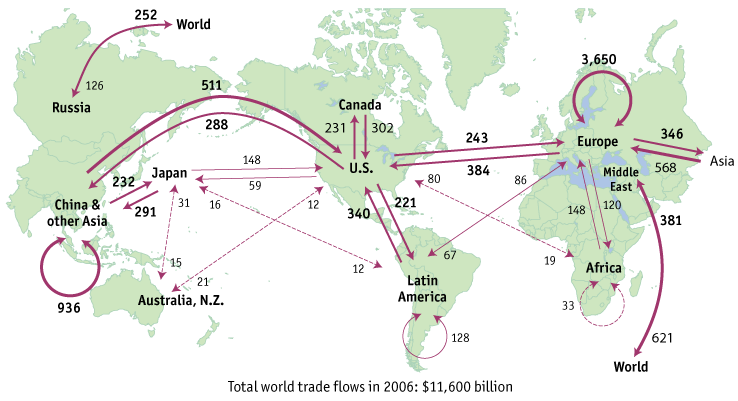 252
World
126
Russia
511
288
Canada
231
302
U.S.
243
384
3,650
Europe
346
568
Asia
Middle
East
Japan
148
59
232
291
China &
other Asia
31
16
12
340
221
80
86
148
120
381
936
15
21
Australia, N.Z.
12
67
Latin
America
128
19
Africa
33
621
World
Total world trade flows in 2006: $11,600 billion